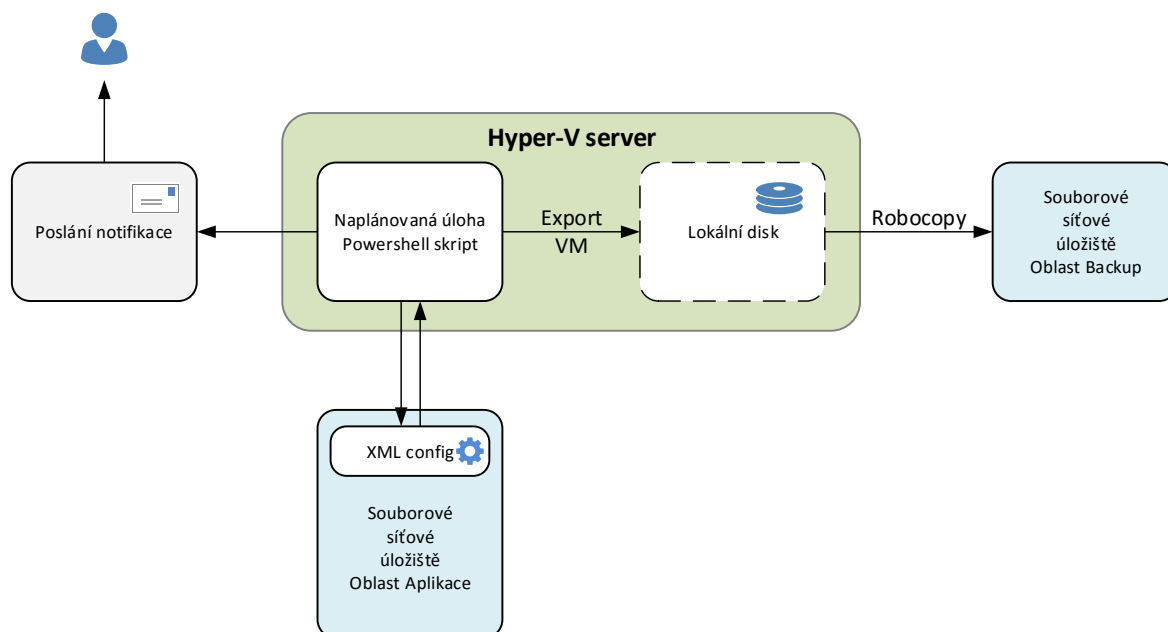 Hyper-V server
Poslání notifikace
Naplánovaná úloha
Powershell skript
Export
VM
Lokální disk
Robocopy
Souborové
síťové
úložiště
Oblast Backup
XML config
Souborové
síťové
úložiště
Oblast Aplikace